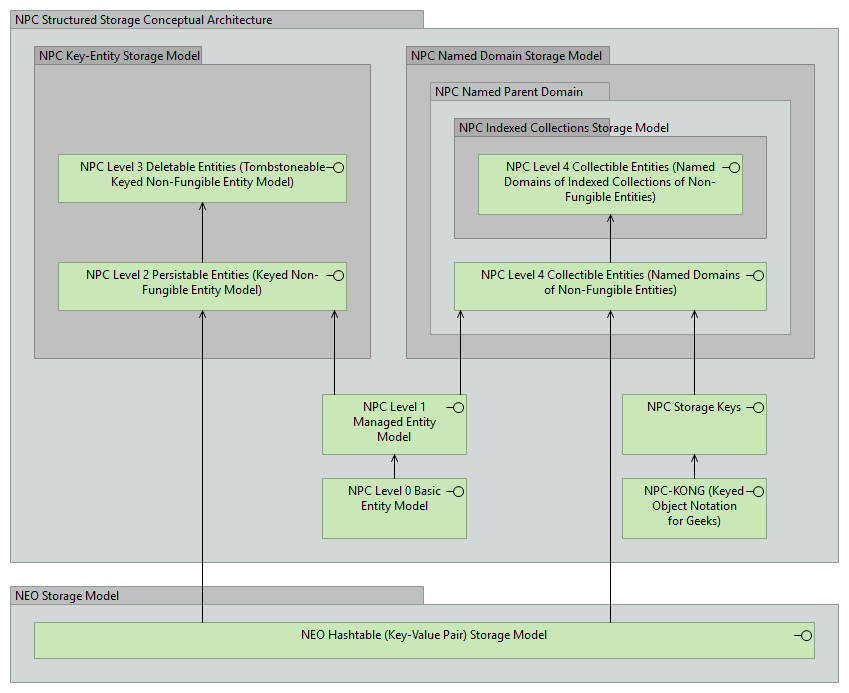 NPC Structured Storage Conceptual Architecture
NPC Key-Entity Storage Model
NPC Level 3 Deletable Entities (Tombstoneable
Keyed Non-Fungible Entity Model)
NPC Level 2 Persistable Entities (Keyed Non-
Fungible Entity Model)
NPC Named Domain Storage Model
NPC Named Parent Domain
NPC Indexed Collections Storage Model
NPC Level 4 Collectible Entities (Named
Domains of Indexed Collections of Non-
Fungible Entities)
NPC Level 4 Collectible Entities (Named Domains
of Non-Fungible Entities)
NPC Level 1
Managed Entity
Model
NPC Storage Keys
NPC Level 0 Basic
Entity Model
NPC-KONG (Keyed
Object Notation
for Geeks)
NEO Storage Model
NEO Hashtable (Key-Value Pair) Storage Model